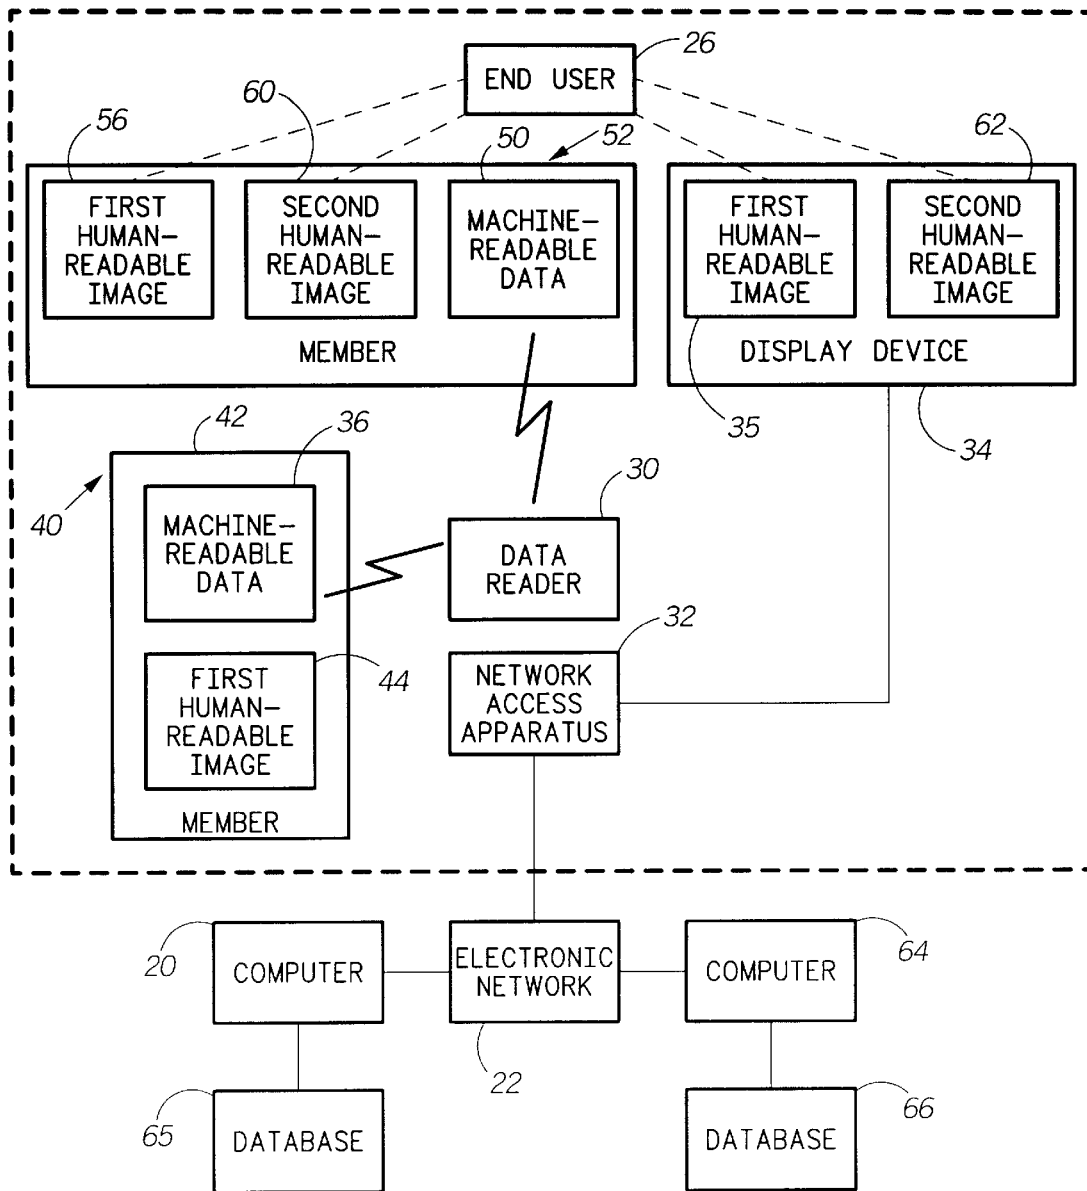 26
END USER
56
60
50
52
62
FIRST
HUMAN-
READABLE
IMAGE
SECOND
HUMAN-
READABLE
IMAGE
MACHINE-
READABLE
DATA
FIRST
HUMAN-
READABLE
IMAGE
SECOND
HUMAN-
READABLE
IMAGE
MEMBER
DISPLAY DEVICE
35
34
42
36
40
MACHINE-
READABLE
DATA
30
DATA
READER
32
44
FIRST
HUMAN-
READABLE
IMAGE
NETWORK
ACCESS
APPARATUS
MEMBER
20
COMPUTER
ELECTRONIC
NETWORK
COMPUTER
64
22
65
DATABASE
DATABASE
66